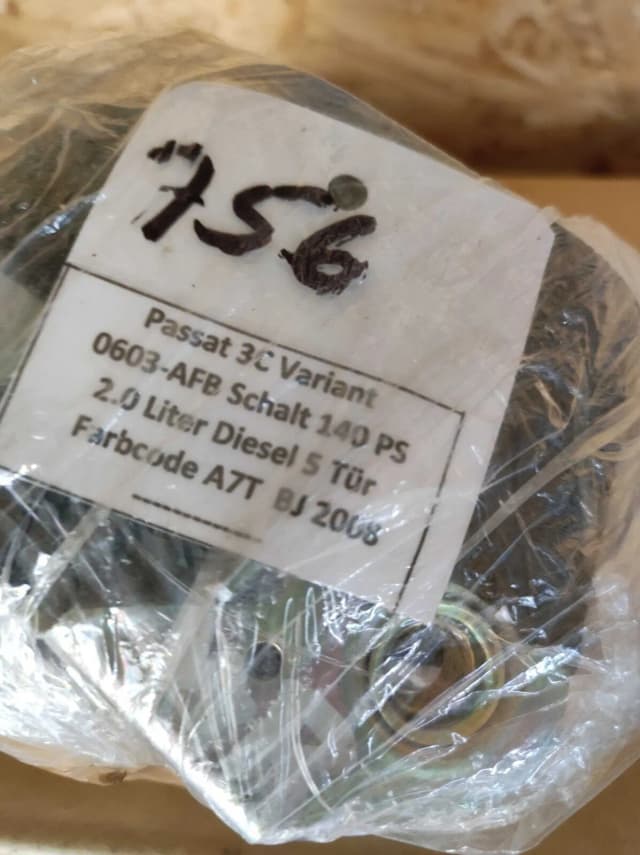 756
Passat 3C Variant
0603-AFB Schalt 140 PS
2.0 Liter Diesel 5 Tür
Farbcode A7T BJ 2008